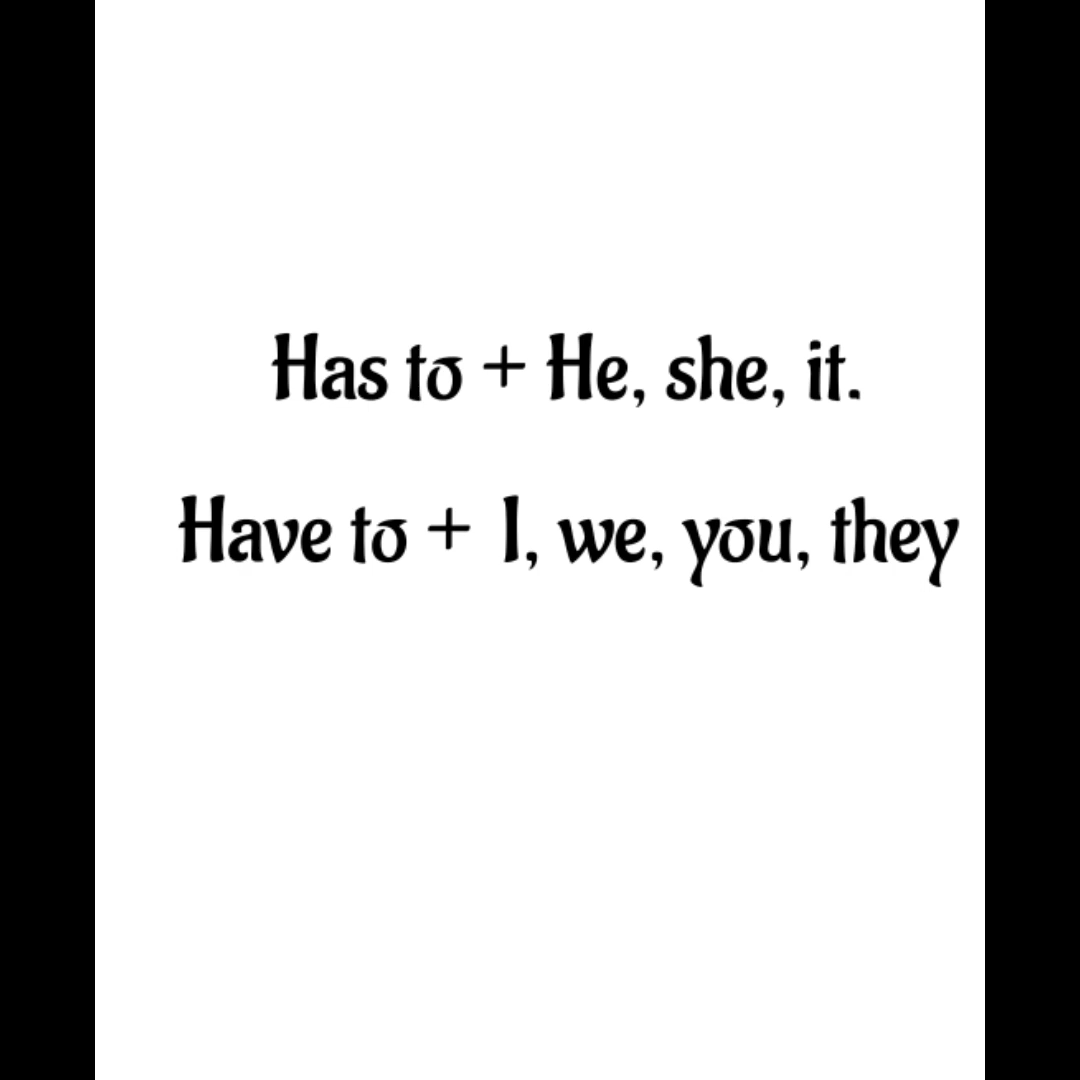 Has to + He, she, it.
Have to + I, we, you, they